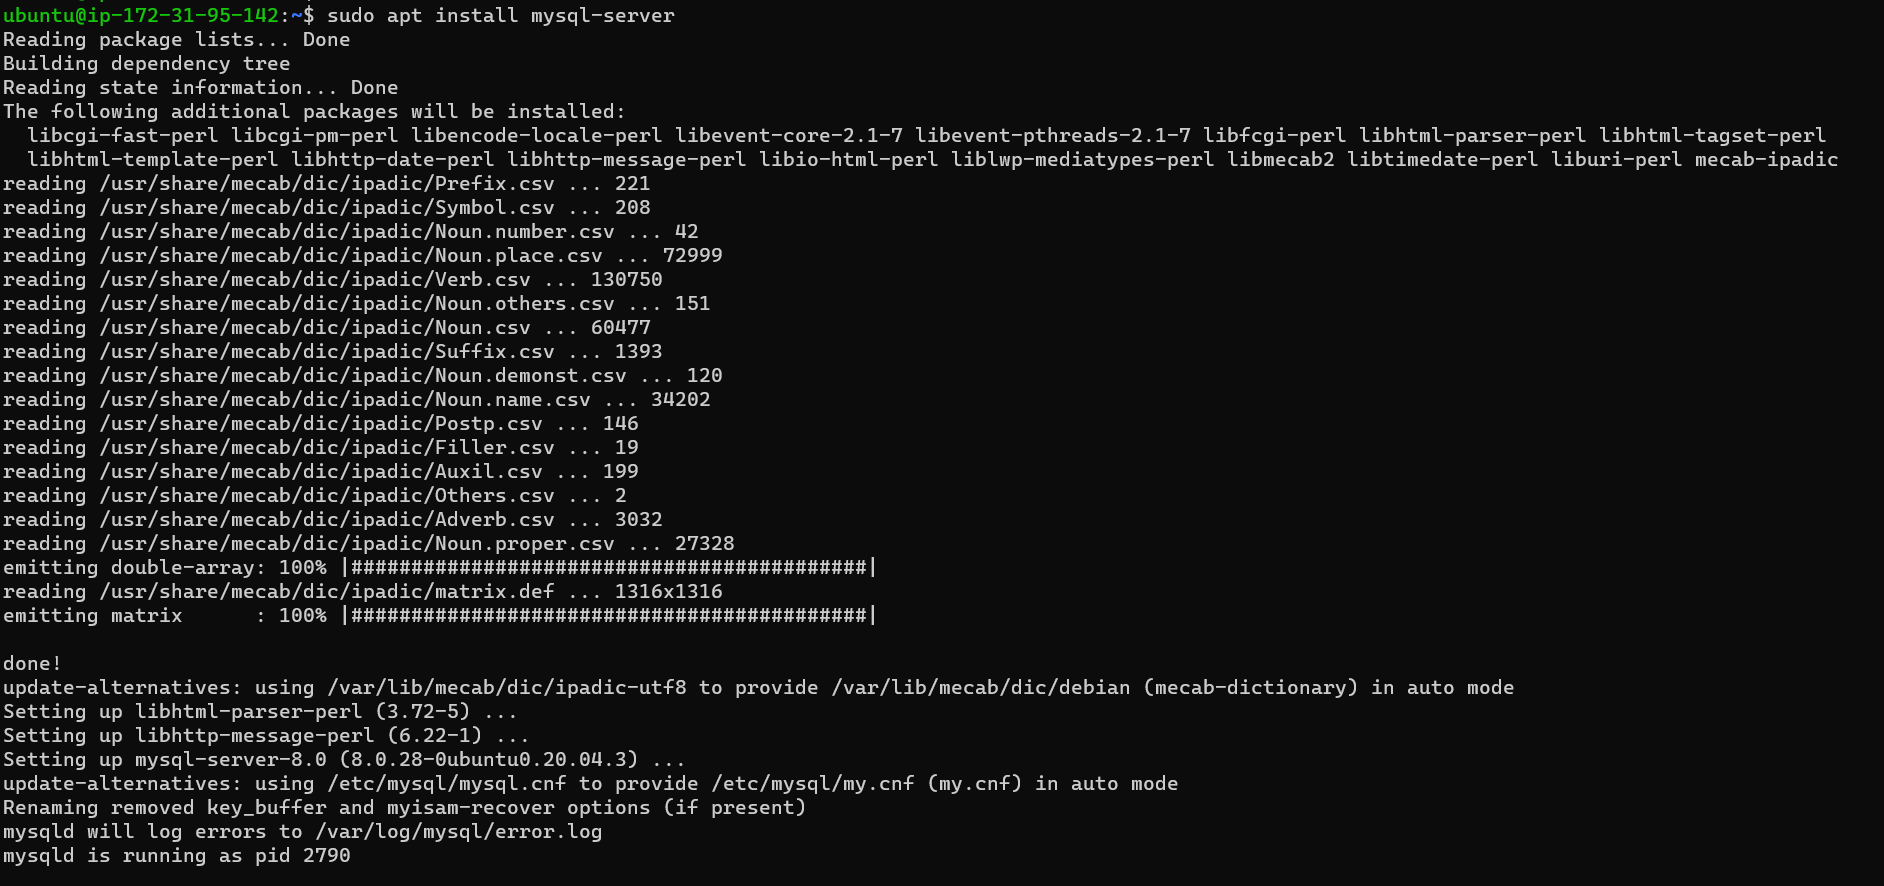 ubuntu@ip-172-31-95-142:~$ sudo apt install mysql-server
Reading package lists... Done
Building dependency tree
Reading state information... Done
The following additional packages will be installed:
  libcgi-fast-perl libcgi-pm-perl libencode-locale-perl libevent-core-2.1-7 libevent-pthreads-2.1-7 libfcgi-perl libhtml-parser-perl libhtml-tagset-perl
  libhtml-template-perl libhttp-date-perl libhttp-message-perl libio-html-perl liblwp-mediatypes-perl libmecab2 libtimedate-perl liburi-perl mecab-ipadic
reading /usr/share/mecab/dic/ipadic/Prefix.csv ... 221
reading /usr/share/mecab/dic/ipadic/Symbol.csv ... 208
reading /usr/share/mecab/dic/ipadic/Noun.number.csv ... 42
reading /usr/share/mecab/dic/ipadic/Noun.place.csv ... 72999
reading /usr/share/mecab/dic/ipadic/Verb.csv ... 130750
reading /usr/share/mecab/dic/ipadic/Noun.others.csv ... 151
reading /usr/share/mecab/dic/ipadic/Noun.csv ... 60477
reading /usr/share/mecab/dic/ipadic/Suffix.csv ... 1393
reading /usr/share/mecab/dic/ipadic/Noun.demonst.csv ... 120
reading /usr/share/mecab/dic/ipadic/Noun.name.csv ... 34202
reading /usr/share/mecab/dic/ipadic/Postp.csv ... 146
reading /usr/share/mecab/dic/ipadic/Filler.csv ... 19
reading /usr/share/mecab/dic/ipadic/Auxil.csv ... 199
reading /usr/share/mecab/dic/ipadic/Others.csv ... 2
reading /usr/share/mecab/dic/ipadic/Adverb.csv ... 3032
reading /usr/share/mecab/dic/ipadic/Noun.proper.csv ... 27328
emitting double-array: 100% |###########################################|
reading /usr/share/mecab/dic/ipadic/matrix.def ... 1316x1316
emitting matrix      : 100% |###########################################|

done!
update-alternatives: using /var/lib/mecab/dic/ipadic-utf8 to provide /var/lib/mecab/dic/debian (mecab-dictionary) in auto mode
Setting up libhtml-parser-perl (3.72-5) ...
Setting up libhttp-message-perl (6.22-1) ...
Setting up mysql-server-8.0 (8.0.28-0ubuntu0.20.04.3) ...
update-alternatives: using /etc/mysql/mysql.cnf to provide /etc/mysql/my.cnf (my.cnf) in auto mode
Renaming removed key_buffer and myisam-recover options (if present)
mysqld will log errors to /var/log/mysql/error.log
mysqld is running as pid 2790